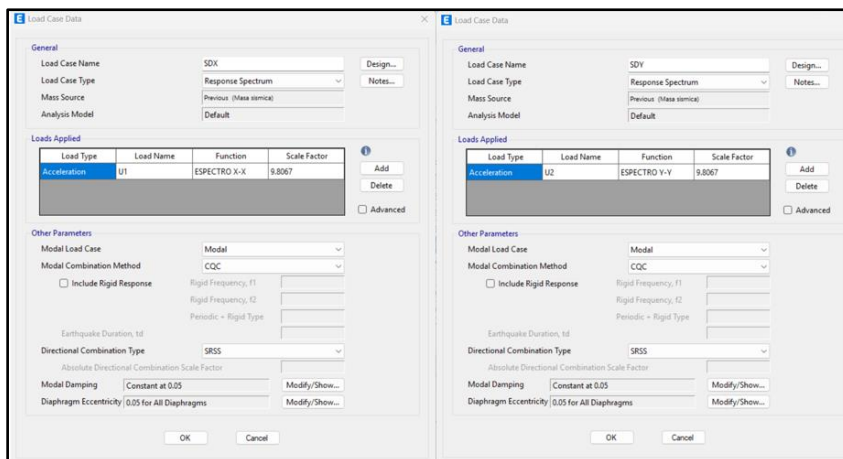 Load Case Data
General
Load Case Name SDX Design...
Load Case Type Response Spectrum Notes...
Mass Source Previous (Masa sismica)
Analysis Model Default
Loads Applied
Load Type Load Name Function Scale Factor
Acceleration U1 ESPECTRO X-X 9.8067
Add
Delete
Advanced
Other Parameters
Modal Load Case Modal
Modal Combination Method CQC
Include Rigid Response Rigid Frequency, f1
Rigid Frequency, f2
Periodic + Rigid Type
Earthquake Duration, td
Directional Combination Type SRSS
Absolute Directional Combination Scale Factor
Modal Damping Constant at 0.05 Modify/Show...
Diaphragm Eccentricity 0.05 for All Diaphragms Modify/Show...
OK Cancel
Load Case Data
General
Load Case Name SDY Design...
Load Case Type Response Spectrum Notes...
Mass Source Previous (Masa sismica)
Analysis Model Default
Loads Applied
Load Type Load Name Function Scale Factor
Acceleration U2 ESPECTRO Y-Y 9.8067
Add
Delete
Advanced
Other Parameters
Modal Load Case Modal
Modal Combination Method CQC
Include Rigid Response Rigid Frequency, f1
Rigid Frequency, f2
Periodic + Rigid Type
Earthquake Duration, td
Directional Combination Type SRSS
Absolute Directional Combination Scale Factor
Modal Damping Constant at 0.05 Modify/Show...
Diaphragm Eccentricity 0.05 for All Diaphragms Modify/Show...
OK Cancel